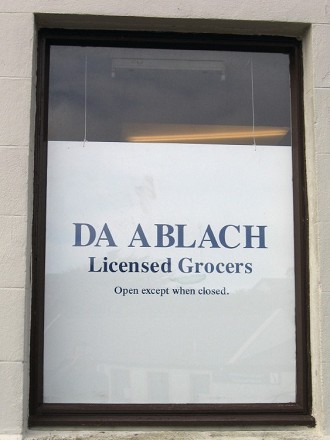 DA ABLACH
Licensed Grocers
Open except when closed.